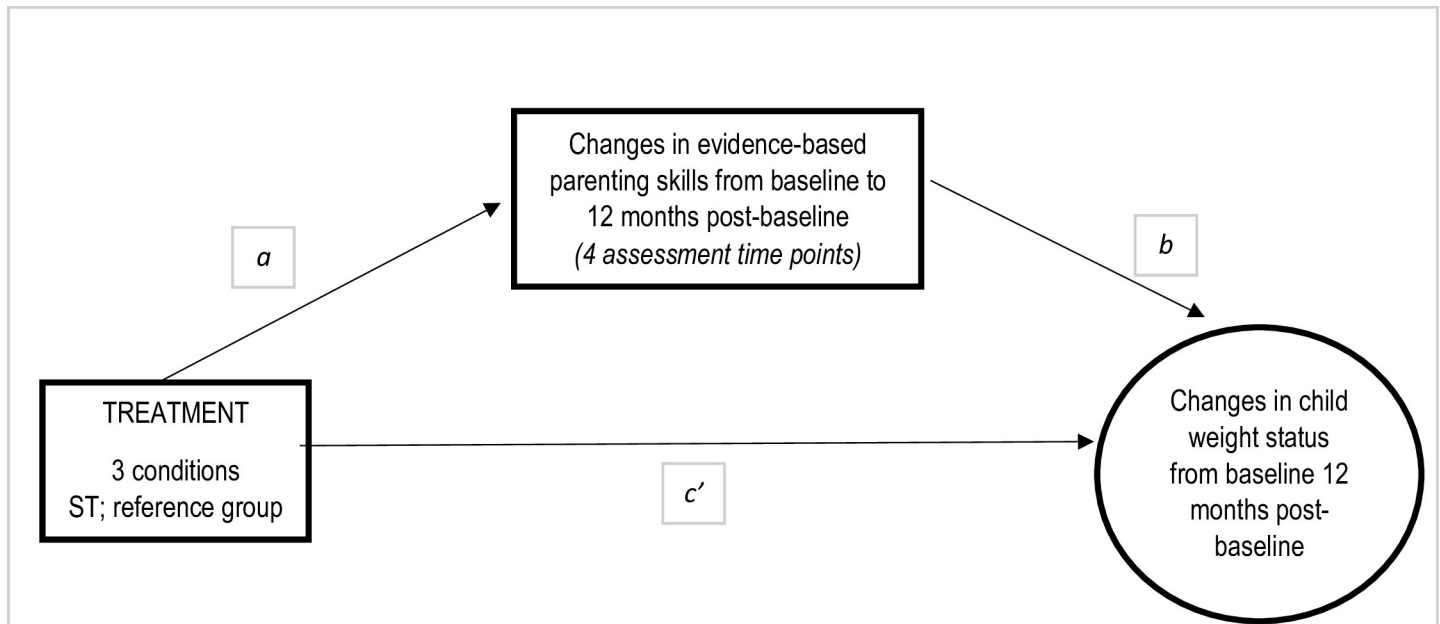 Changes in evidence-based
parenting skills from baseline to
12 months post-baseline
(4 assessment time points)
a
b
TREATMENT
3 conditions
ST; reference group
c’
Changes in child
weight status
from baseline 12
months post-
baseline